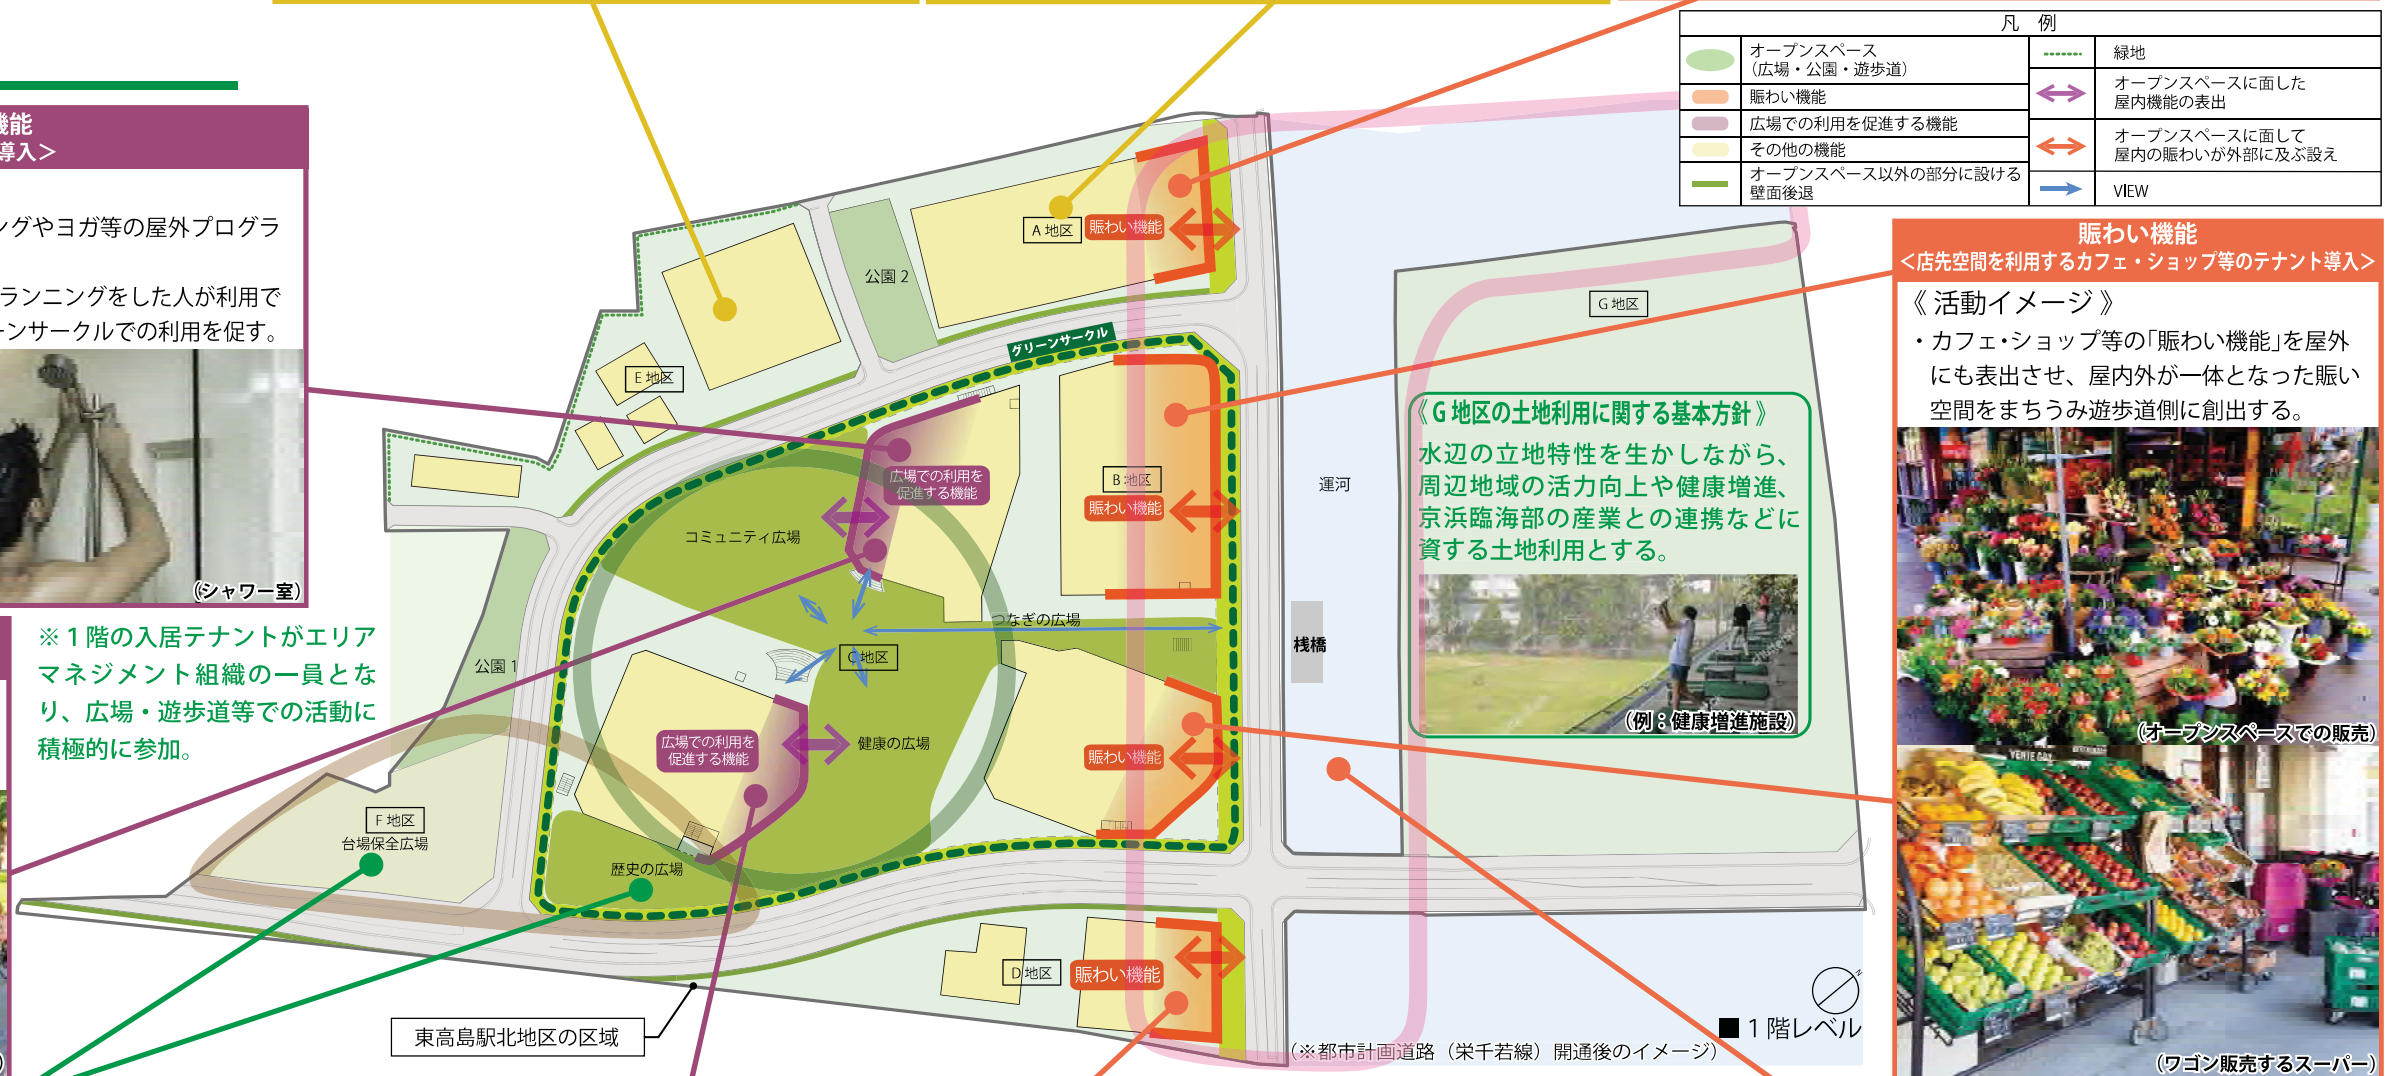 凡 例
オープンスペース
（広場・公園・遊歩道）
賑わい機能
広場での利用を促進する機能
その他の機能
オープンスペース以外の部分に設ける
壁面後退
緑地
オープンスペースに面した
屋内機能の表出
オープンスペースに面して
屋内の賑わいが外部に及ぶ設え
VIEW
機能
導入＞
ングやヨガ等の屋外プログラ
ランニングをした人が利用で
ーンサークルでの利用を促す。
(シャワー室)
※１階の入居テナントがエリア
マネジメント組織の一員とな
り、広場・遊歩道等での活動に
積極的に参加。
A 地区
賑わい機能
公園 2
E 地区
グリーンサークル
広場での利用を
促進する機能
B 地区
賑わい機能
コミュニティ広場
つなぎの広場
C 地区
公園 1
広場での利用を
促進する機能
健康の広場
賑わい機能
F 地区
台場保全広場
歴史の広場
D 地区
賑わい機能
東高島駅北地区の区域
運河
桟橋
G 地区
《 G 地区の土地利用に関する基本方針 》
水辺の立地特性を生かしながら、
周辺地域の活力向上や健康増進、
京浜臨海部の産業との連携などに
資する土地利用とする。
(例：健康増進施設)
N
■ 1 階レベル
（※都市計画道路（栄千若線）開通後のイメージ）
賑わい機能
＜店先空間を利用するカフェ・ショップ等のテナント導入＞
《 活動イメージ 》
・カフェ・ショップ等の｢賑わい機能｣を屋外
にも表出させ、屋内外が一体となった賑い
空間をまちうみ遊歩道側に創出する。
(オープンスペースでの販売)
(ワゴン販売するスーパー)